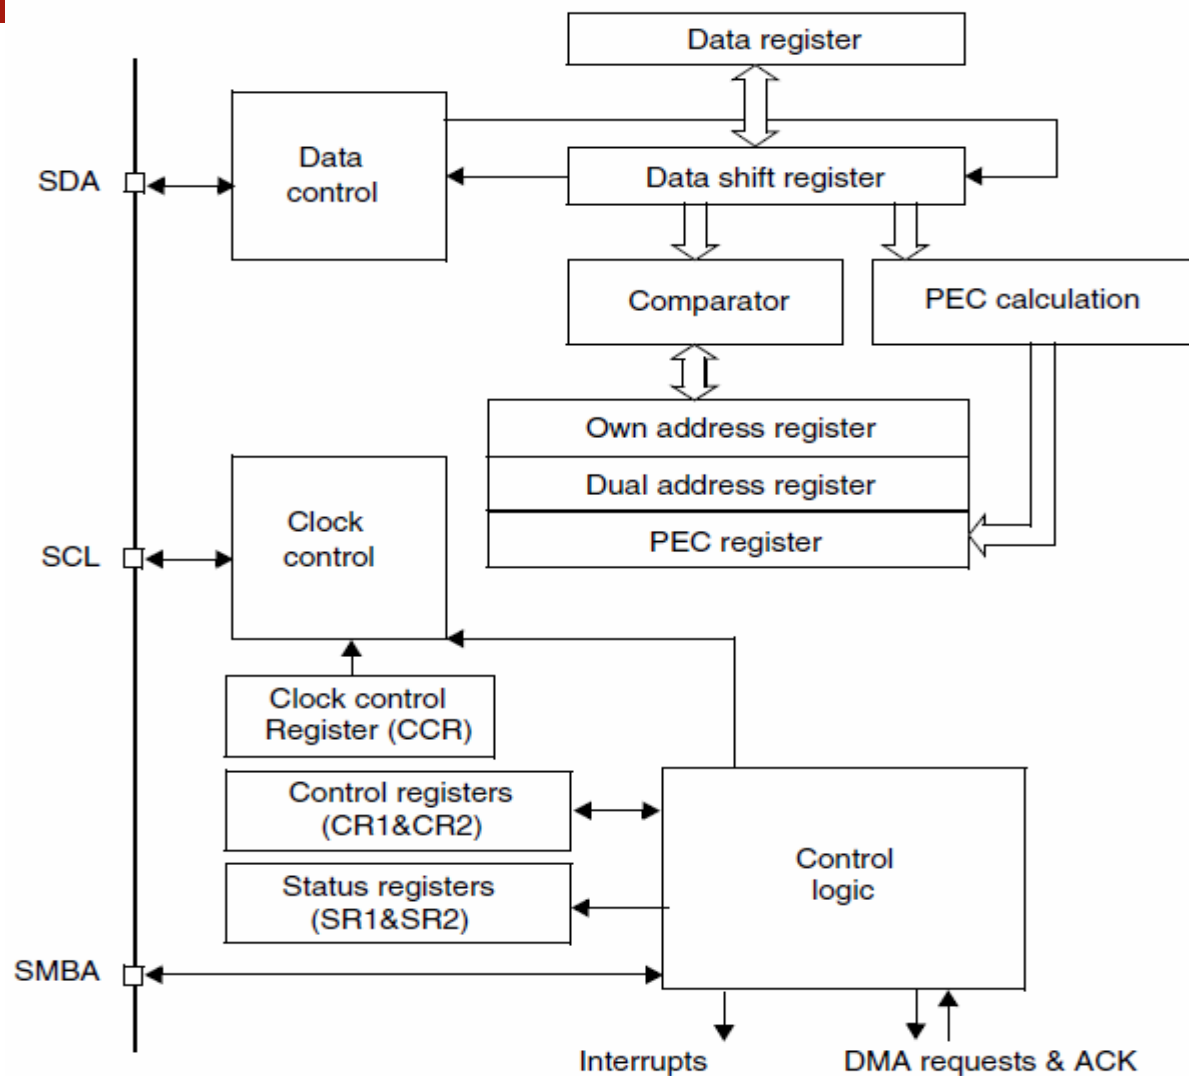 Data register
Data
control
SDA
Data shift register
Comparator
PEC calculation
Own address register
Dual address register
PEC register
Clock
control
SCL
Clock control
Register (CCR)
Control registers
(CR1&CR2)
Control
logic
Status registers
(SR1&SR2)
SMBA
Interrupts
DMA requests & ACK